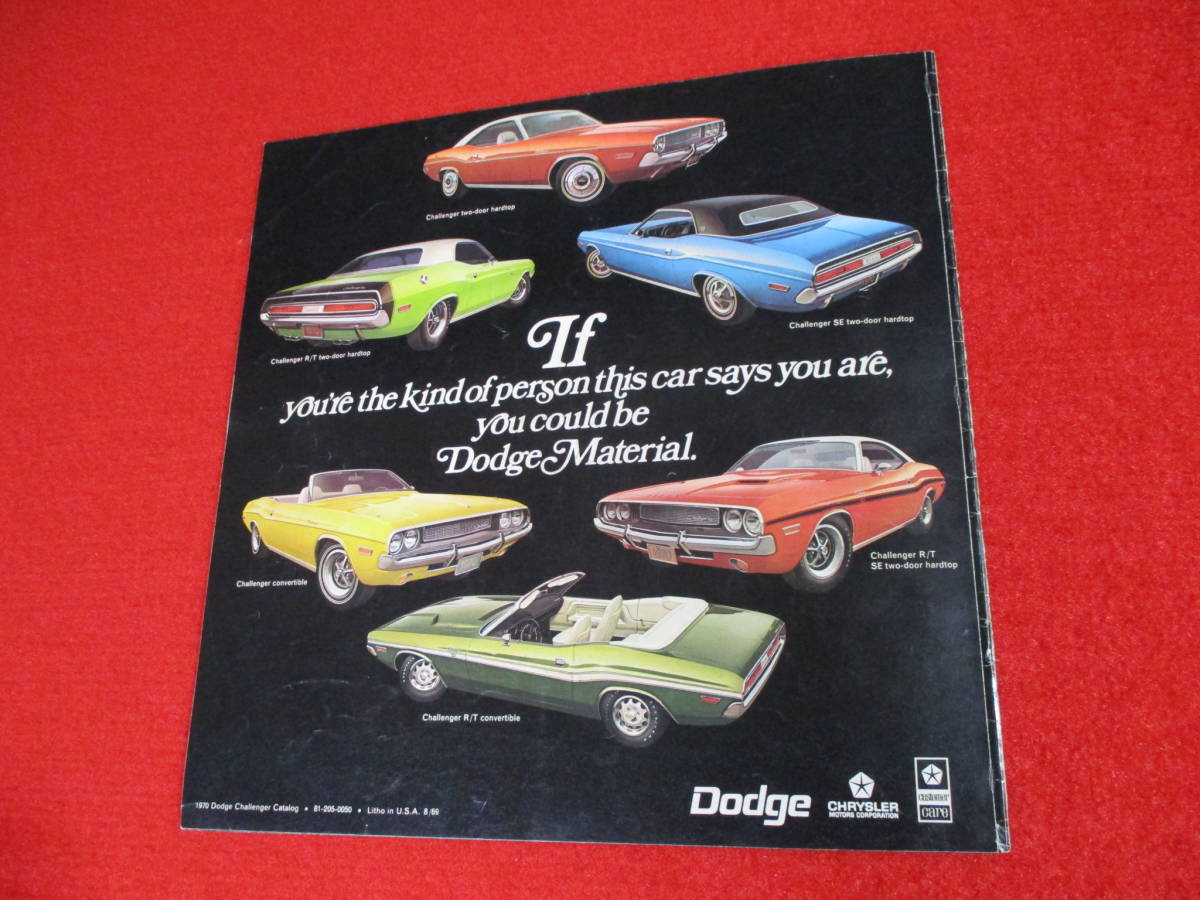 Challenger two-door hardtop
Challenger SE two-door hardtop
Challenger R/T two-door hardtop
If
you're the kind of person this car says you are,
you could be
Dodge Material.
Challenger convertible
Challenger R/T
SE two-door hardtop
Challenger R/T convertible
1970 Dodge Challenger Catalog • 81-205-0050 • Litho in U.S.A. 8/69
Dodge
CHRYSLER
MOTORS CORPORATION
customer
care